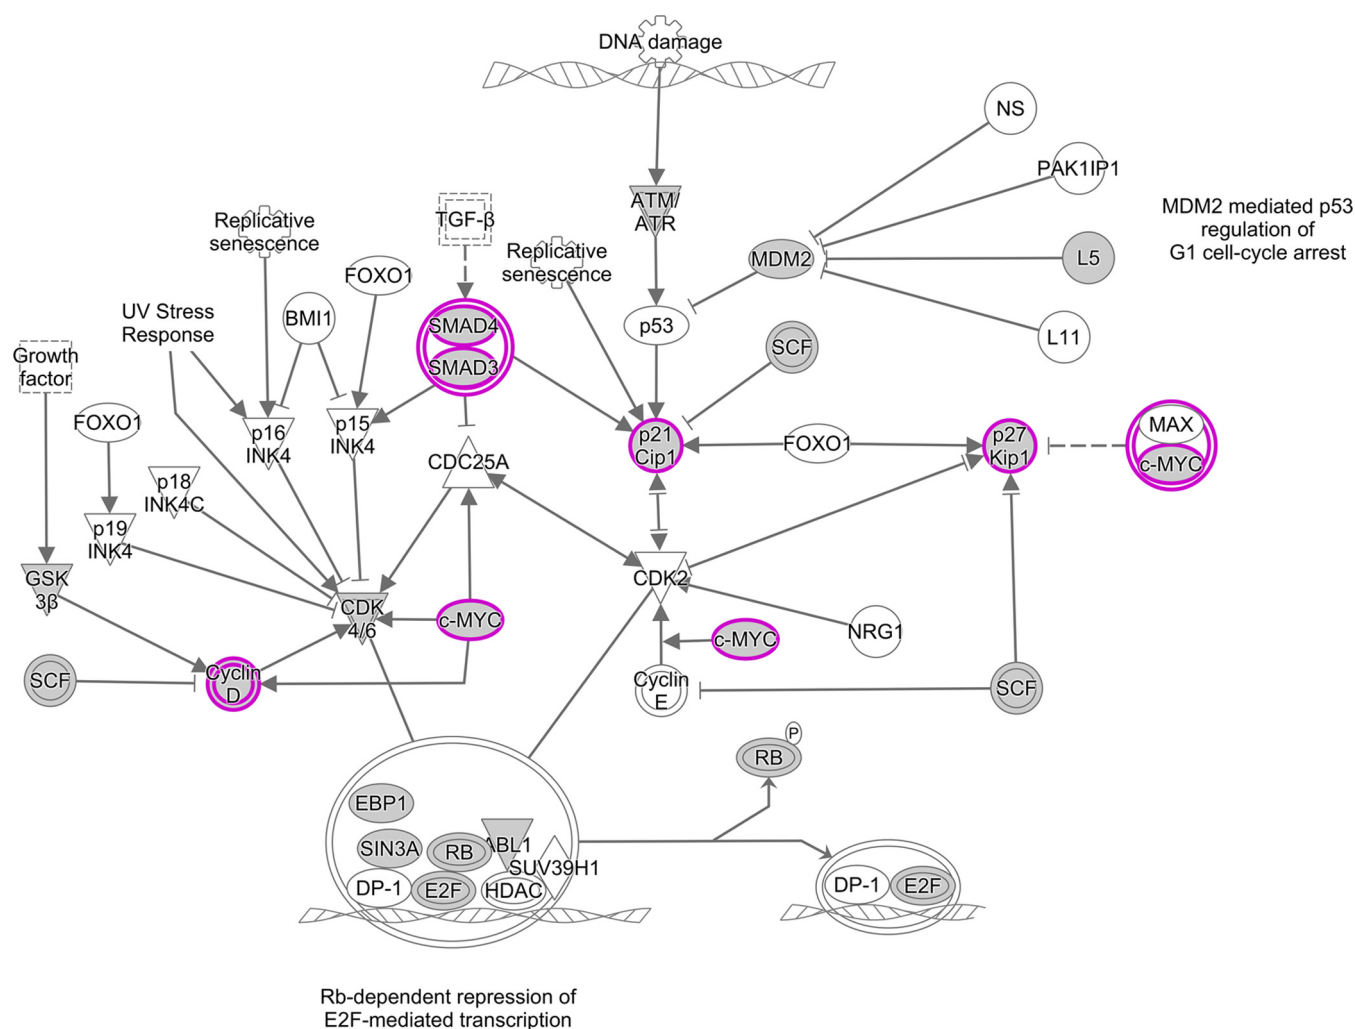 DNA damage
NS
PAK1IP1
MDM2 mediated p53
regulation of
G1 cell-cycle arrest
ATM/
ATR
TGF-β
Replicative
senescence
Replicative
senescence
MDM2
L5
FOXO1
BMI1
UV Stress
Response
SMAD4
SMAD3
p53
SCF
L11
Growth
factor
FOXO1
p16
INK4
p15
INK4
CDC25A
p21
Cip1
FOXO1
p27
Kip1
MAX
c-MYC
p18
INK4C
p19
INK4
GSK
3β
CDK
4/6
c-MYC
CDK2
c-MYC
NRG1
SCF
Cyclin
D
Cyclin
E
SCF
P
RB
EBP1
SIN3A
RB
ABL1
SUV39H1
DP-1
E2F
HDAC
DP-1
E2F
Rb-dependent repression of
E2F-mediated transcription